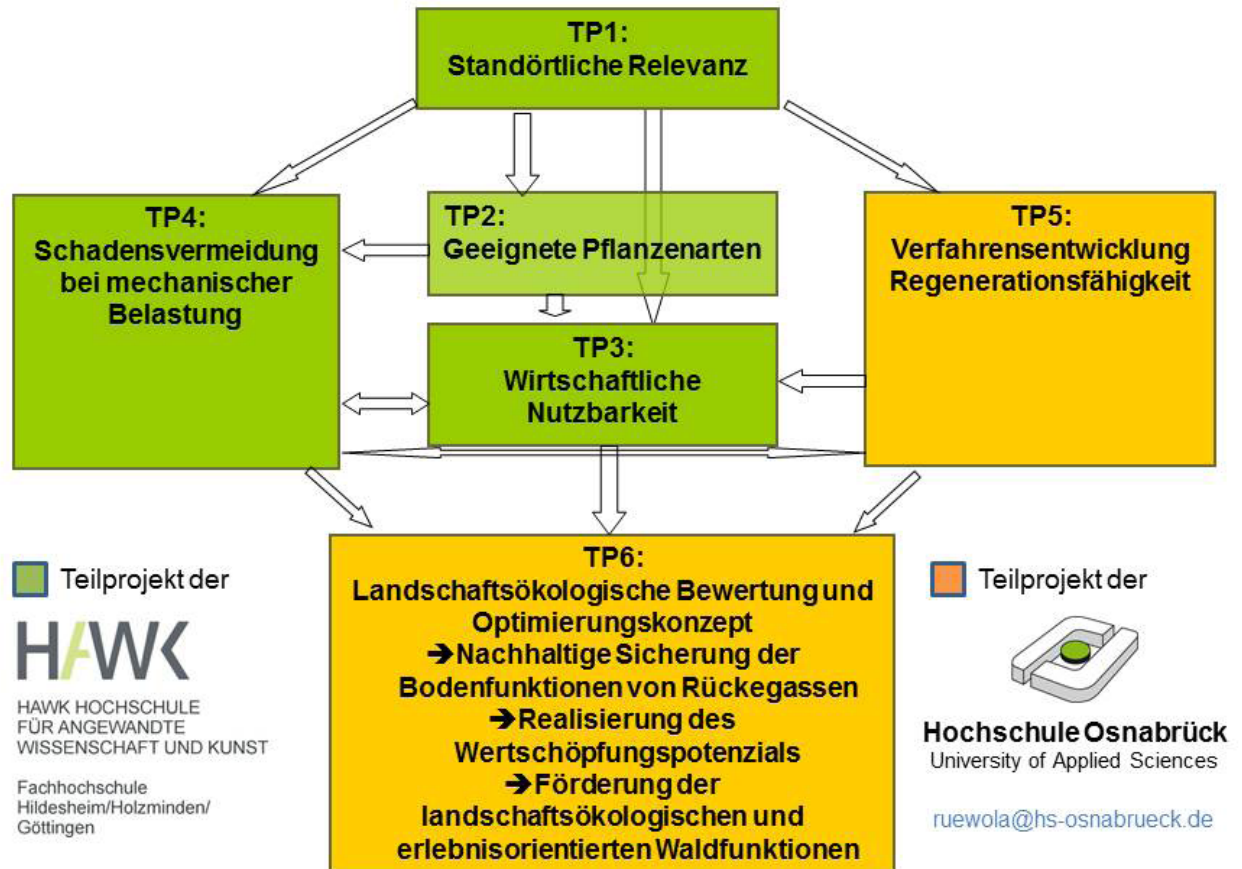 TP1:
Standörtliche Relevanz
TP4:
Schadensvermeidung
bei mechanischer
Belastung
TP2:
Geeignete Pflanzenarten
TP5:
Verfahrensentwicklung
Regenerationsfähigkeit
TP3:
Wirtschaftliche
Nutzbarkeit
TP6:
Landschaftsökologische Bewertung und
Optimierungskonzept
➔Nachhaltige Sicherung der
Bodenfunktionen von Rückegassen
➔Realisierung des
Wertschöpfungspotenzials
➔Förderung der
landschaftsökologischen und
erlebnisorientierten Waldfunktionen
Teilprojekt der
HAWK
HAWK HOCHSCHULE
FÜR ANGEWANDTE
WISSENSCHAFT UND KUNST
Fachhochschule
Hildesheim/Holzminden/
Göttingen
Teilprojekt der
Hochschule Osnabrück
University of Applied Sciences
ruewola@hs-osnabrueck.de